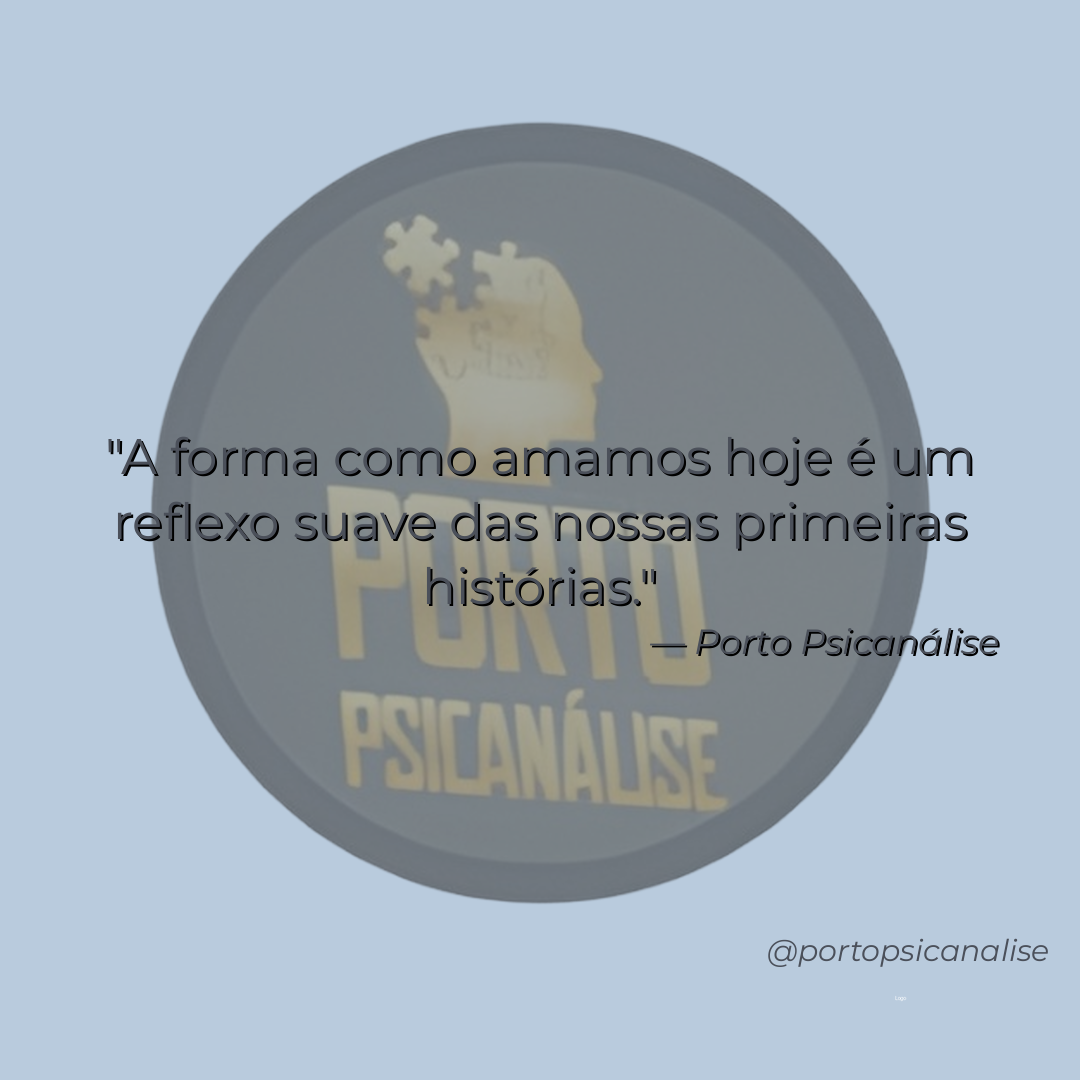 "A forma como amamos hoje é um
reflexo suave das nossas primeiras
histórias."
— Porto Psicanálise
PORTO
PSICANÁLISE
@portopsicanalise